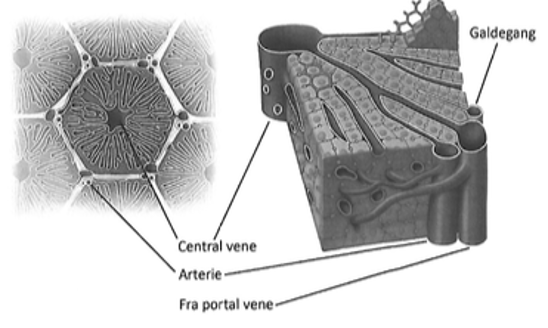 Galdegang
Central vene
Arterie
Fra portal vene